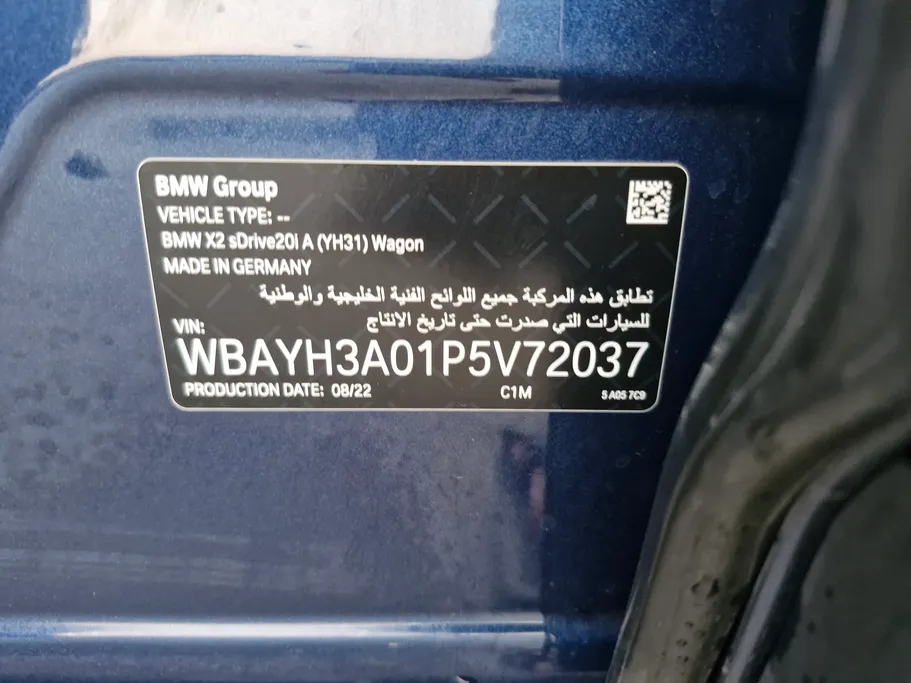 BMW Group
VEHICLE TYPE: --
BMW X2 sDrive20i A (YH31) Wagon
MADE IN GERMANY
تطابق هذه المركبة جميع اللوائح الفنية الخليجية والوطنية
للسيارات التي صدرت حتى تاريخ الانتاج
VIN:
WBAYH3A01P5V72037
PRODUCTION DATE: 08/22 C1M 5 A05 7C9